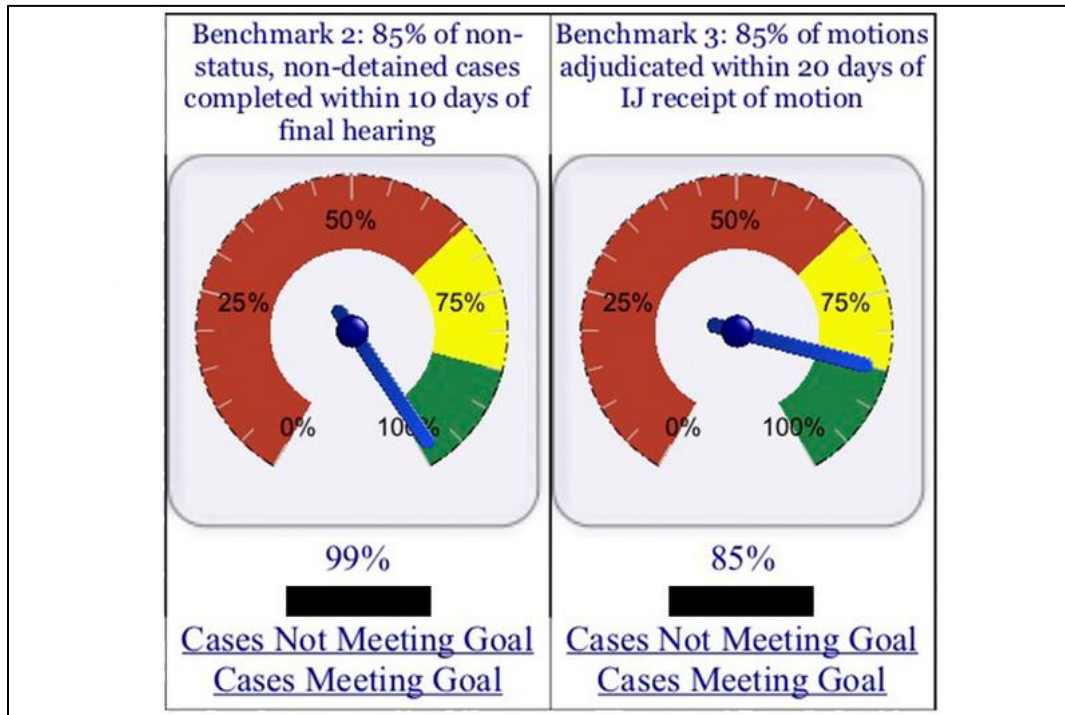 Benchmark 2: 85% of non-
status, non-detained cases
completed within 10 days of
final hearing
50%
25%
75%
0%
100%
99%
Cases Not Meeting Goal
Cases Meeting Goal
Benchmark 3: 85% of motions
adjudicated within 20 days of
IJ receipt of motion
50%
25%
75%
0%
100%
85%
Cases Not Meeting Goal
Cases Meeting Goal